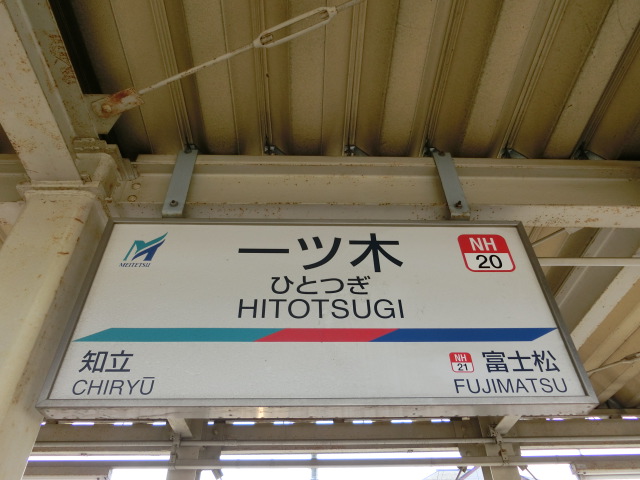 MEITETSU
一ツ木
ひとつぎ
HITOTSUGI
NH
20
知立
CHIRYŪ
NH
21
富士松
FUJIMATSU